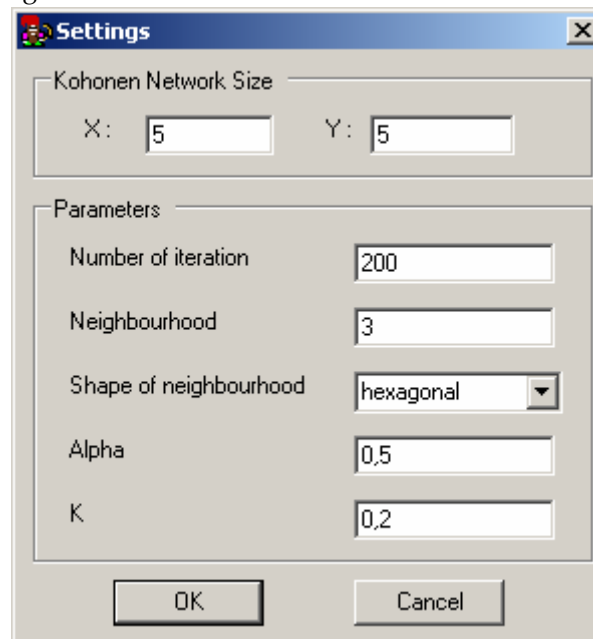 Settings
Kohonen Network Size
X: 5 Y: 5
Parameters
Number of iteration 200
Neighbourhood 3
Shape of neighbourhood hexagonal
Alpha 0,5
K 0,2
OK Cancel